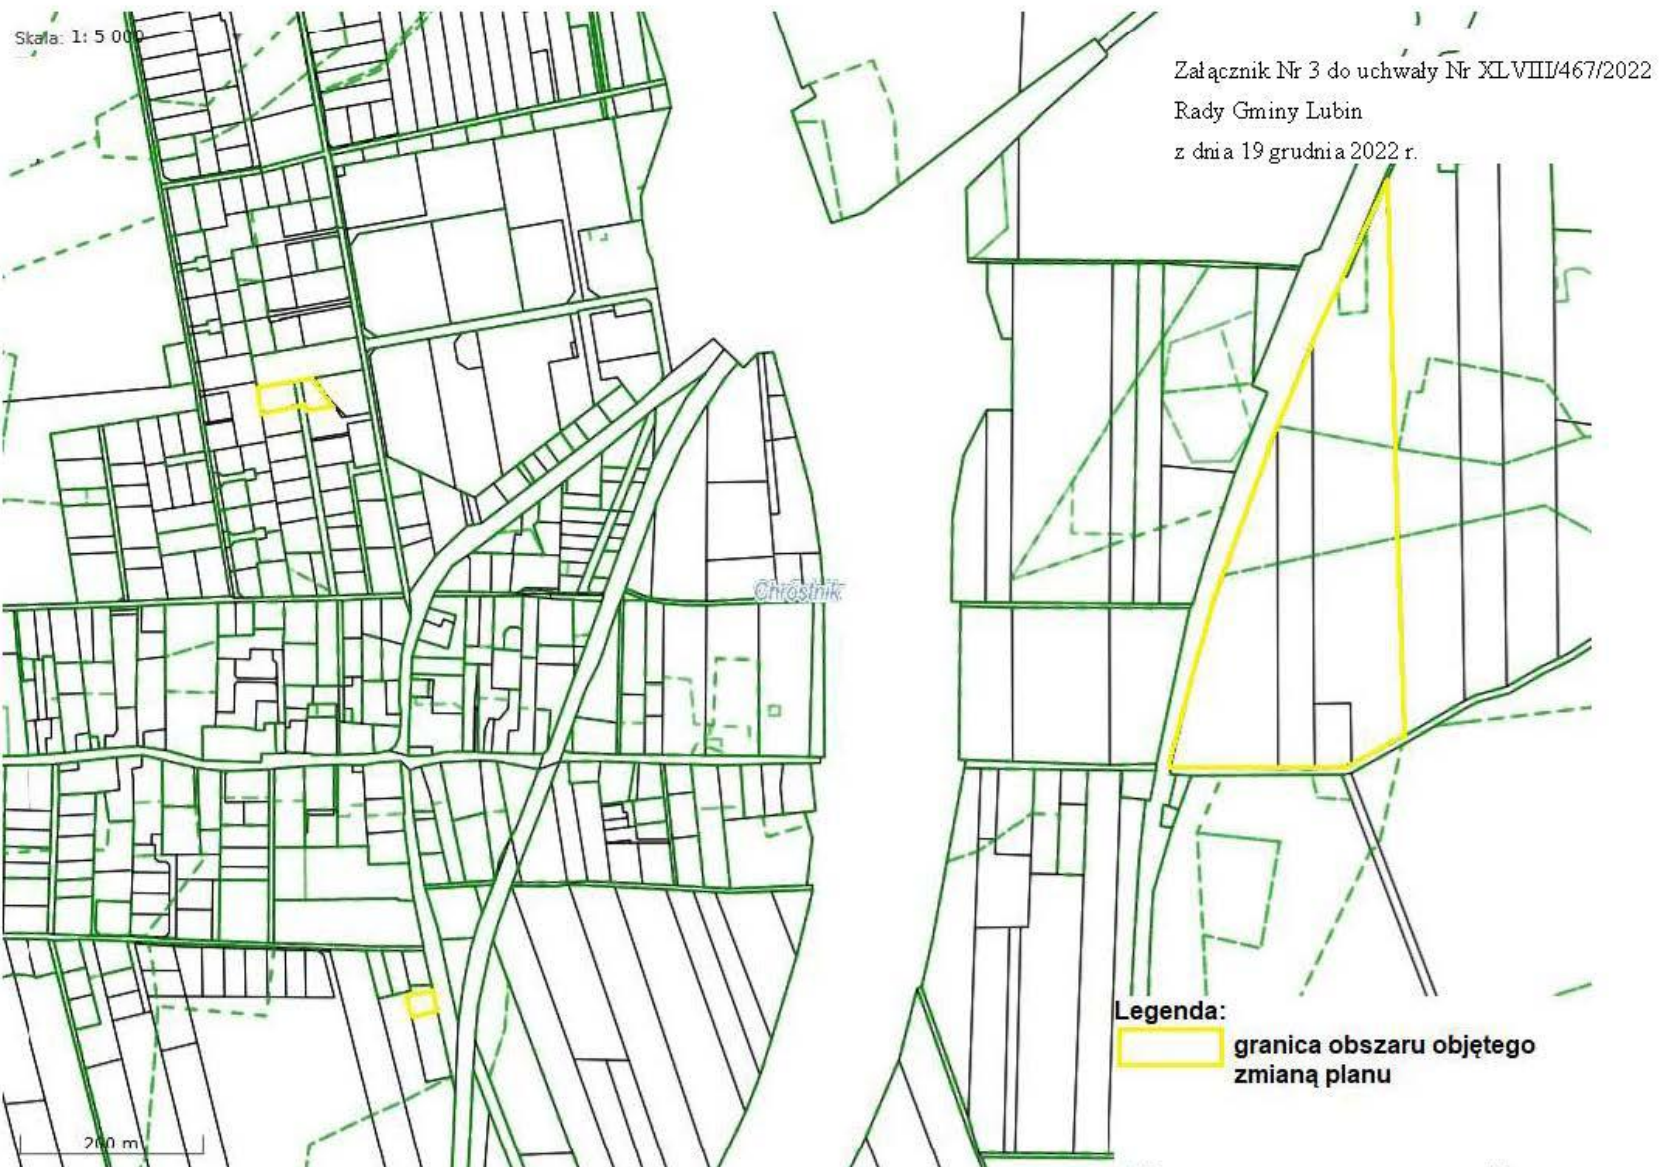 Skala: 1: 5 000
Załącznik Nr 3 do uchwały Nr XLVIII/467/2022
Rady Gminy Lubin
z dnia 19 grudnia 2022 r.
Chróstnik
Legenda:
granica obszaru objętego
zmianą planu
200 m